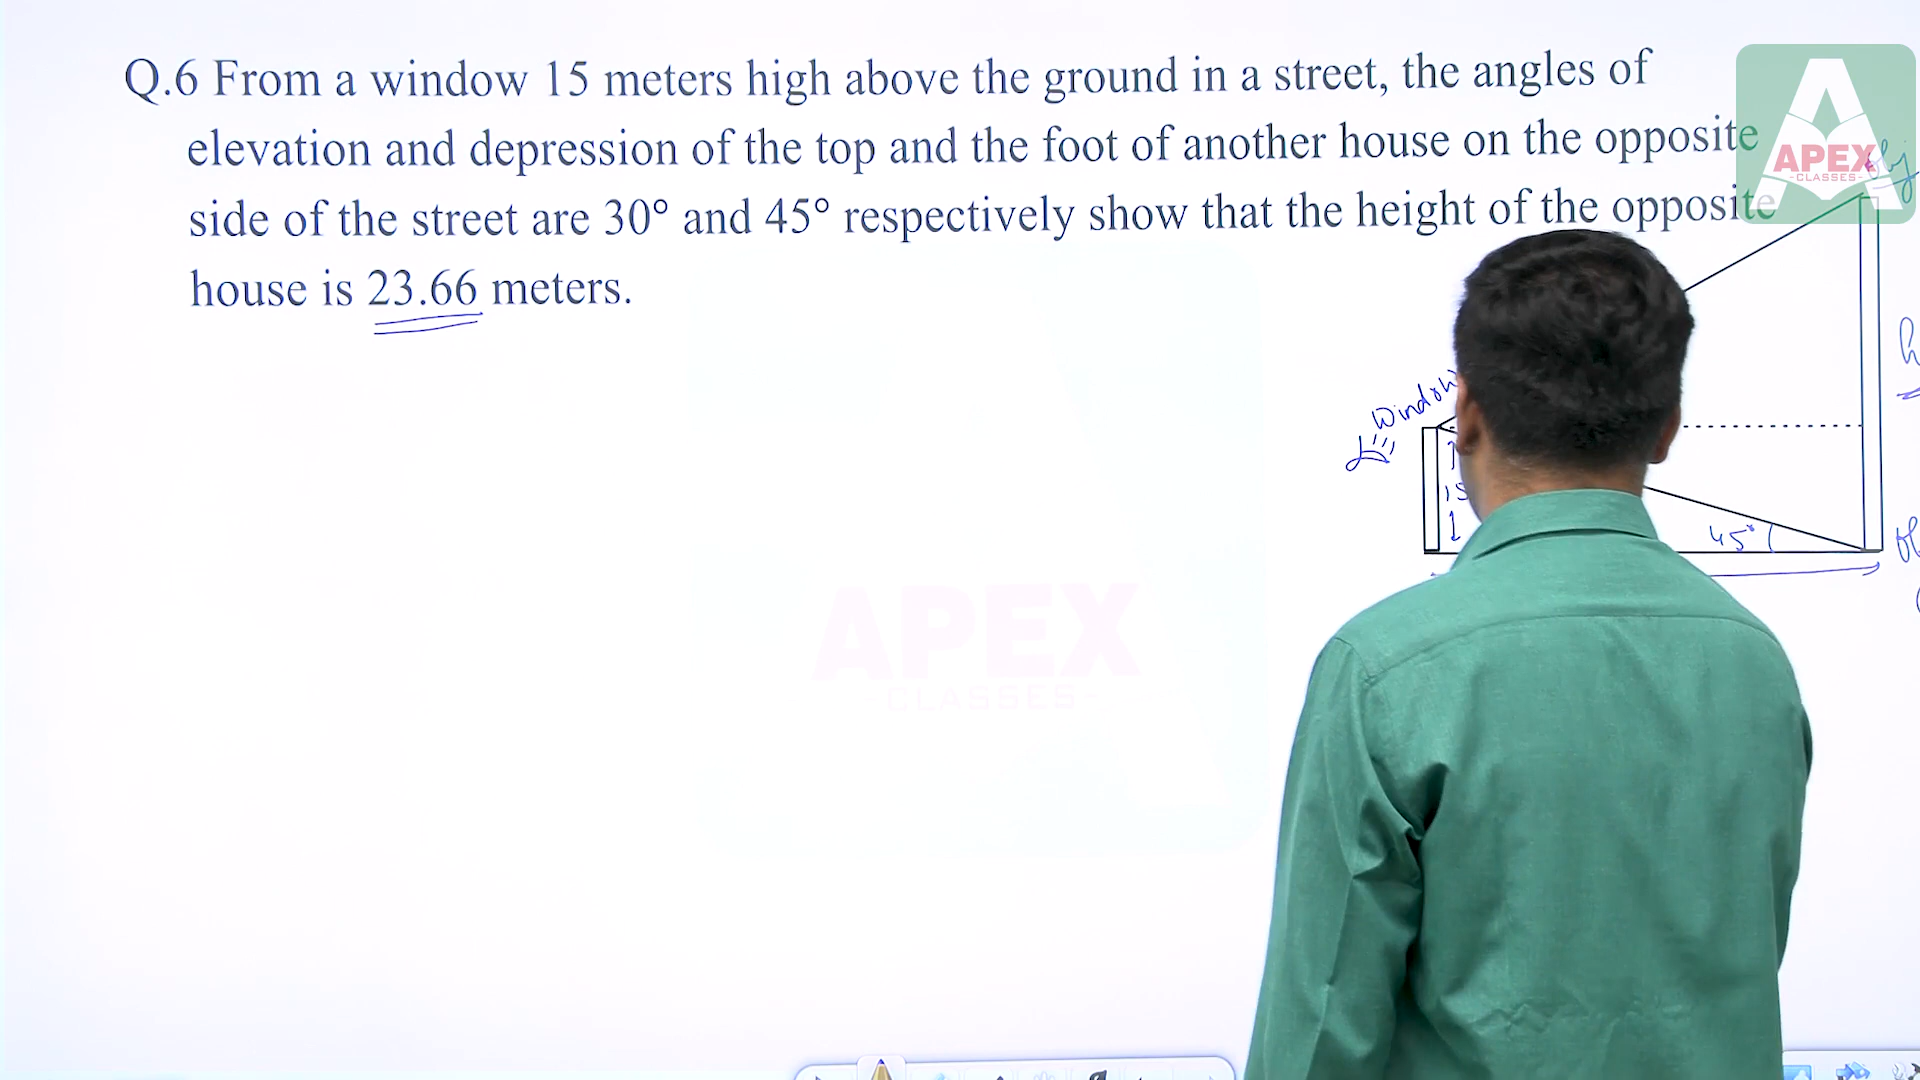 Q.6 From a window 15 meters high above the ground in a street, the angles of
elevation and depression of the top and the foot of another house on the opposite
side of the street are 30° and 45° respectively show that the height of the opposite
house is 23.66 meters.
APEX
-CLASSES-
obj
h
Window
15
45°
APEX
-CLASSES-